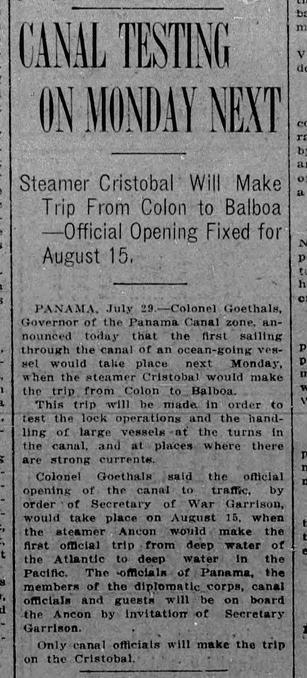 CANAL TESTING
ON MONDAY NEXT
Steamer Cristobal Will Make
Trip From Colon to Balboa
—Official Opening Fixed for
August 15.
PANAMA, July 29.—Colonel Goethals,
Governor of the Panama Canal zone, an-
nounced today that the first sailing
through the canal of an ocean-going ves-
sel would take place next Monday,
when the steamer Cristobal would make
the trip from Colon to Balboa.
This trip will be made in order to
test the lock operations and the hand-
ling of large vessels at the turns in
the canal, and at places where there
are strong currents.
Colonel Goethals said the official
opening of the canal to traffic, by
order of Secretary of War Garrison,
would take place on August 15, when
the steamer Ancon would make the
first official trip from deep water of
the Atlantic to deep water in the
Pacific. The officials of Panama, the
members of the diplomatic corps, canal
officials and guests will be on board
the Ancon by invitation of Secretary
Garrison.
Only canal officials will make the trip
on the Cristobal.